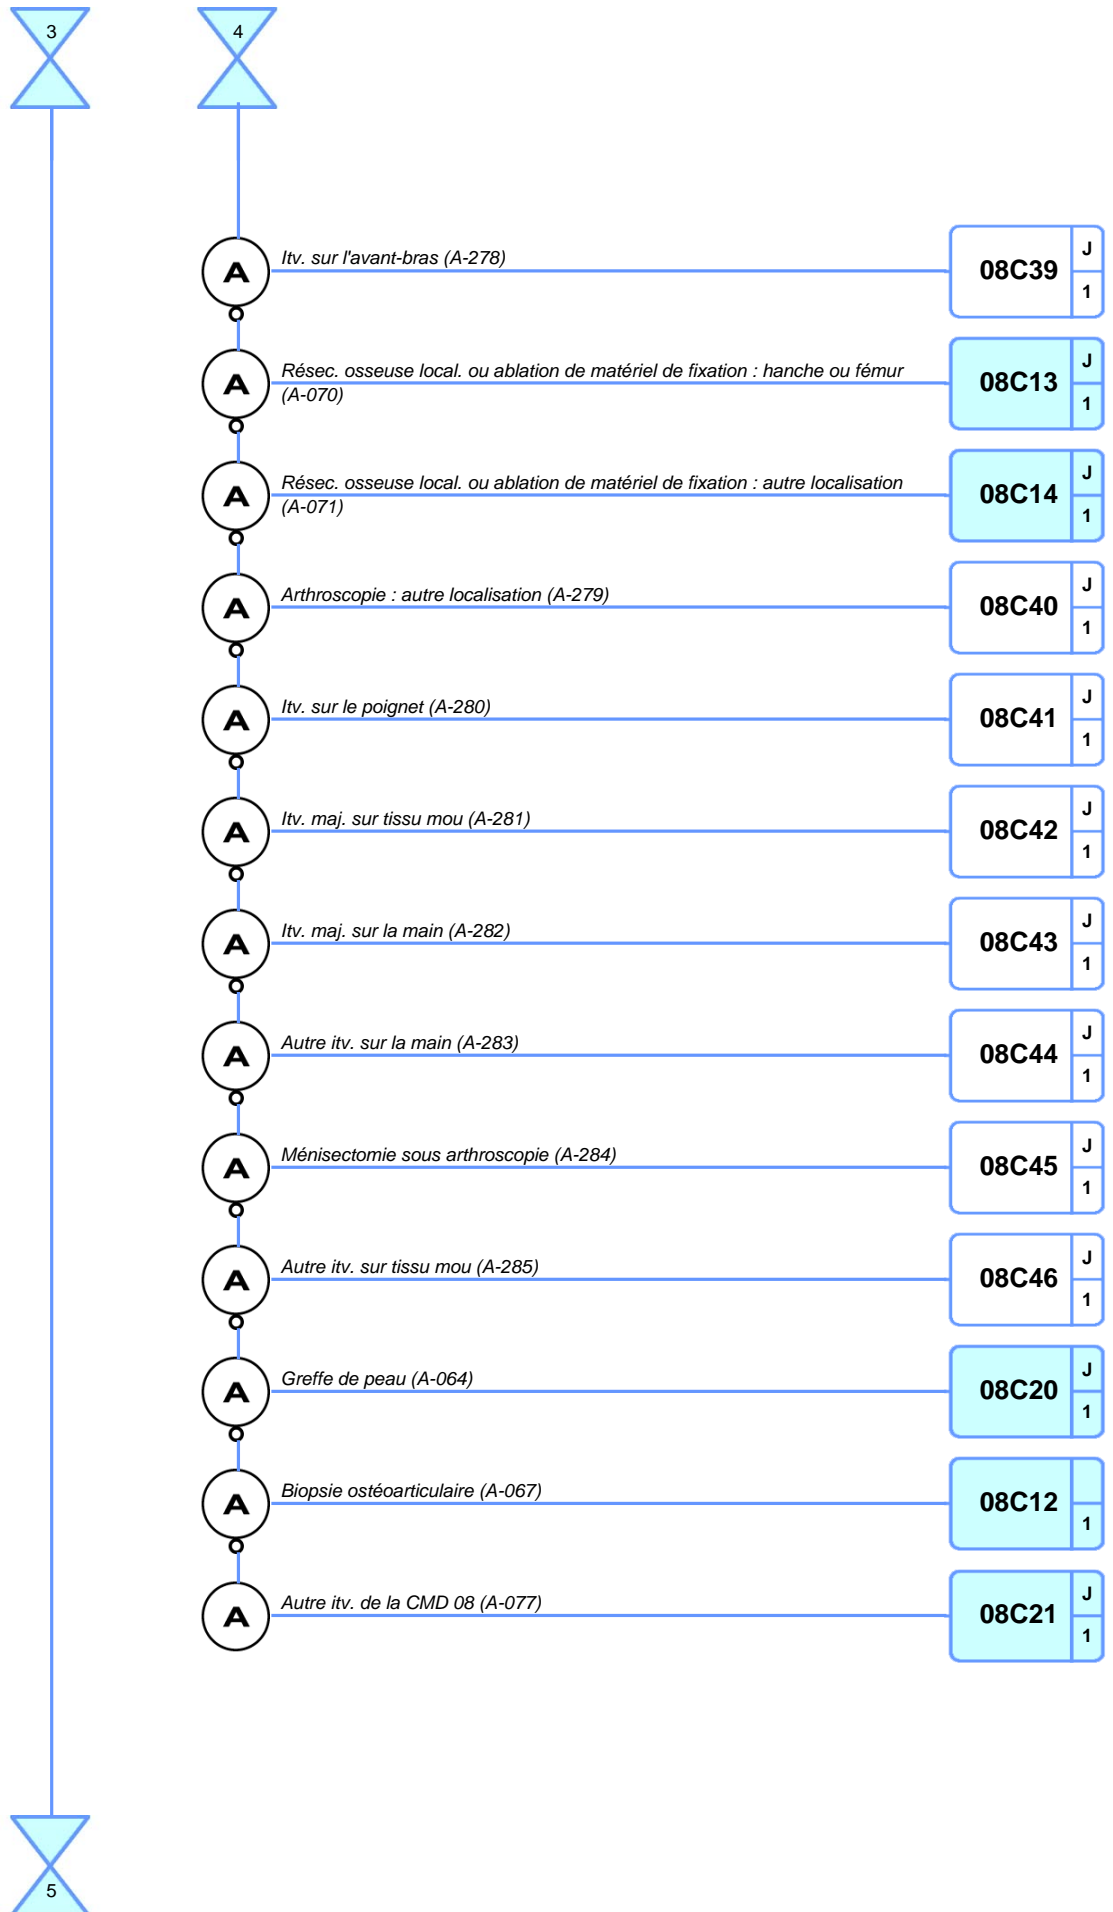 3
4
A
Itv. sur l'avant-bras (A-278)
08C39
J
1
A
Résec. osseuse local. ou ablation de matériel de fixation : hanche ou fémur
(A-070)
08C13
J
1
A
Résec. osseuse local. ou ablation de matériel de fixation : autre localisation
(A-071)
08C14
J
1
A
Arthroscopie : autre localisation (A-279)
08C40
J
1
A
Itv. sur le poignet (A-280)
08C41
J
1
A
Itv. maj. sur tissu mou (A-281)
08C42
J
1
A
Itv. maj. sur la main (A-282)
08C43
J
1
A
Autre itv. sur la main (A-283)
08C44
J
1
A
Ménisectomie sous arthroscopie (A-284)
08C45
J
1
A
Autre itv. sur tissu mou (A-285)
08C46
J
1
A
Greffe de peau (A-064)
08C20
J
1
A
Biopsie ostéoarticulaire (A-067)
08C12
1
A
Autre itv. de la CMD 08 (A-077)
08C21
J
1
5